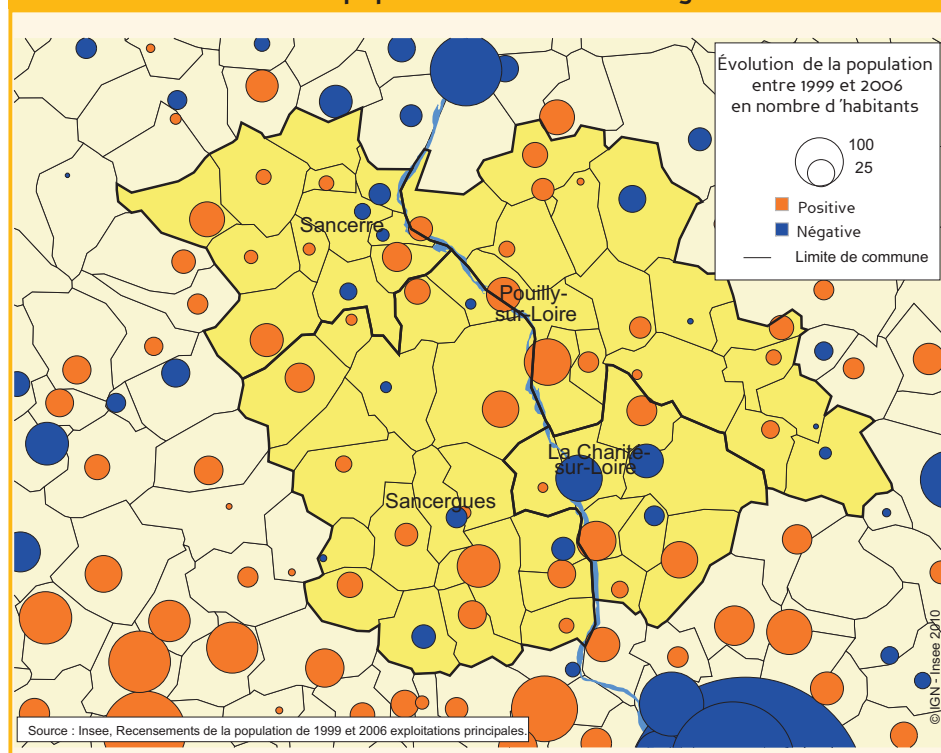 Évolution de la population
entre 1999 et 2006
en nombre d'habitants
100
25
Positive
Négative
Limite de commune
Sancerre
Pouilly-
sur-Loire
La Charité-
sur-Loire
Sancergues
Source : Insee, Recensements de la population de 1999 et 2006 exploitations principales.
©IGN - Insee 2010